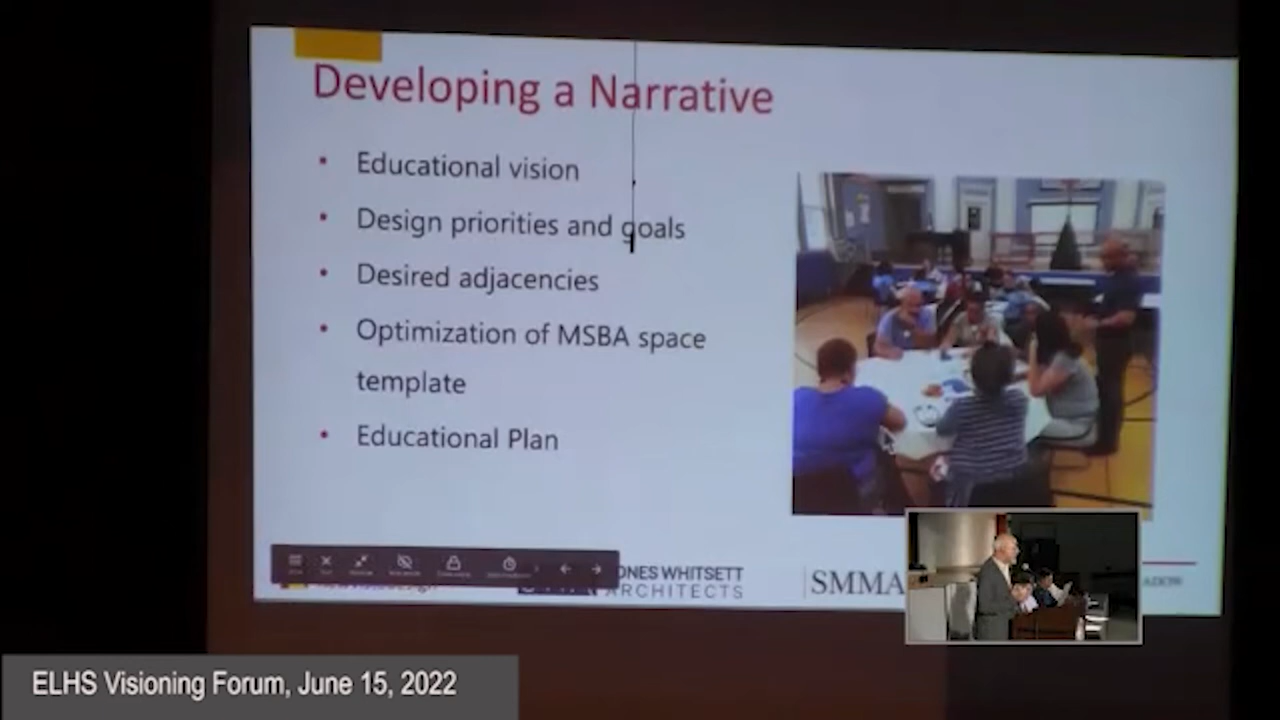 Developing a Narrative
• Educational vision
• Design priorities and goals
• Desired adjacencies
• Optimization of MSBA space
template
• Educational Plan
ONES WHITSETT
ARCHITECTS
SMMA
ELHS Visioning Forum, June 15, 2022